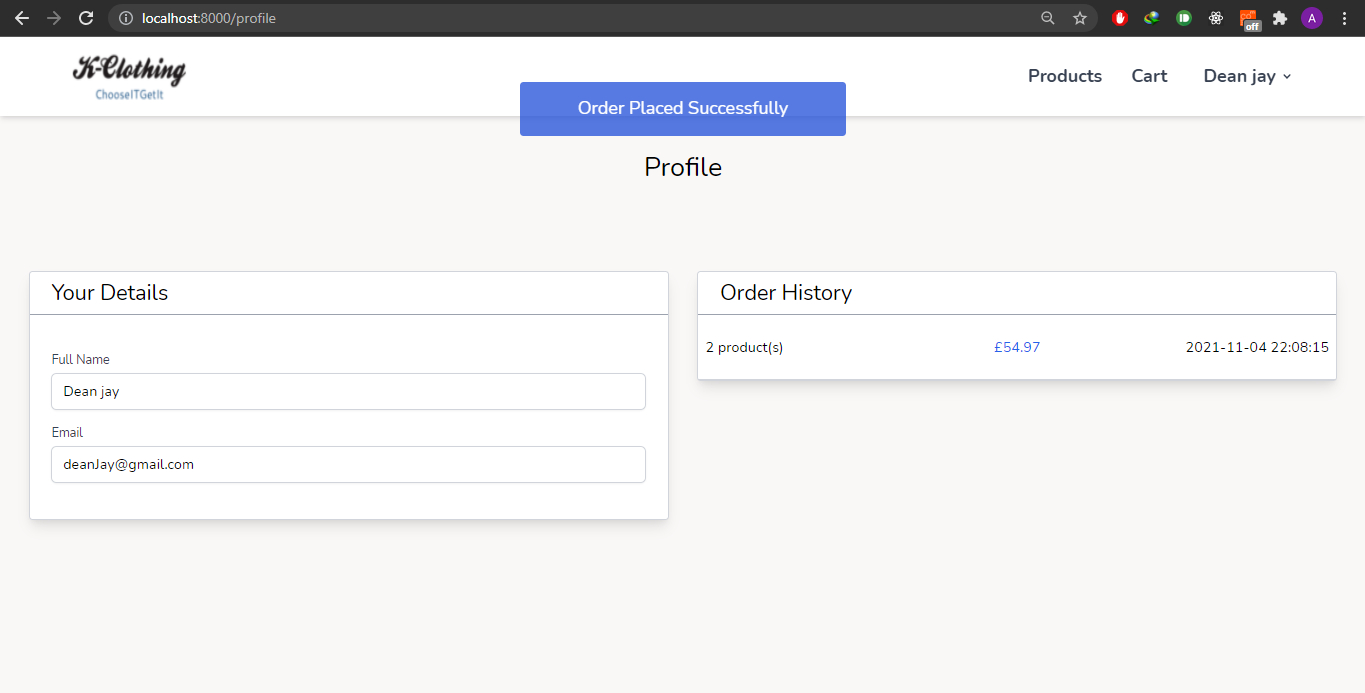 localhost:8000/profile
off
A
K-Clothing
ChooseITGetIt
Products Cart Dean jay
Order Placed Successfully
Profile
Your Details
Full Name
Dean jay
Email
deanJay@gmail.com
Order History
2 product(s) £54.97 2021-11-04 22:08:15